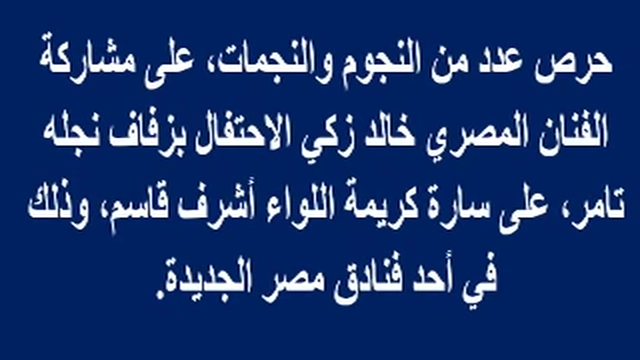 حرص عدد من النجوم والنجمات، على مشاركة
الفنان المصري خالد زكي الاحتفال بزفاف نجله
تامر، على سارة كريمة اللواء أشرف قاسم، وذلك
في أحد فنادق مصر الجديدة.